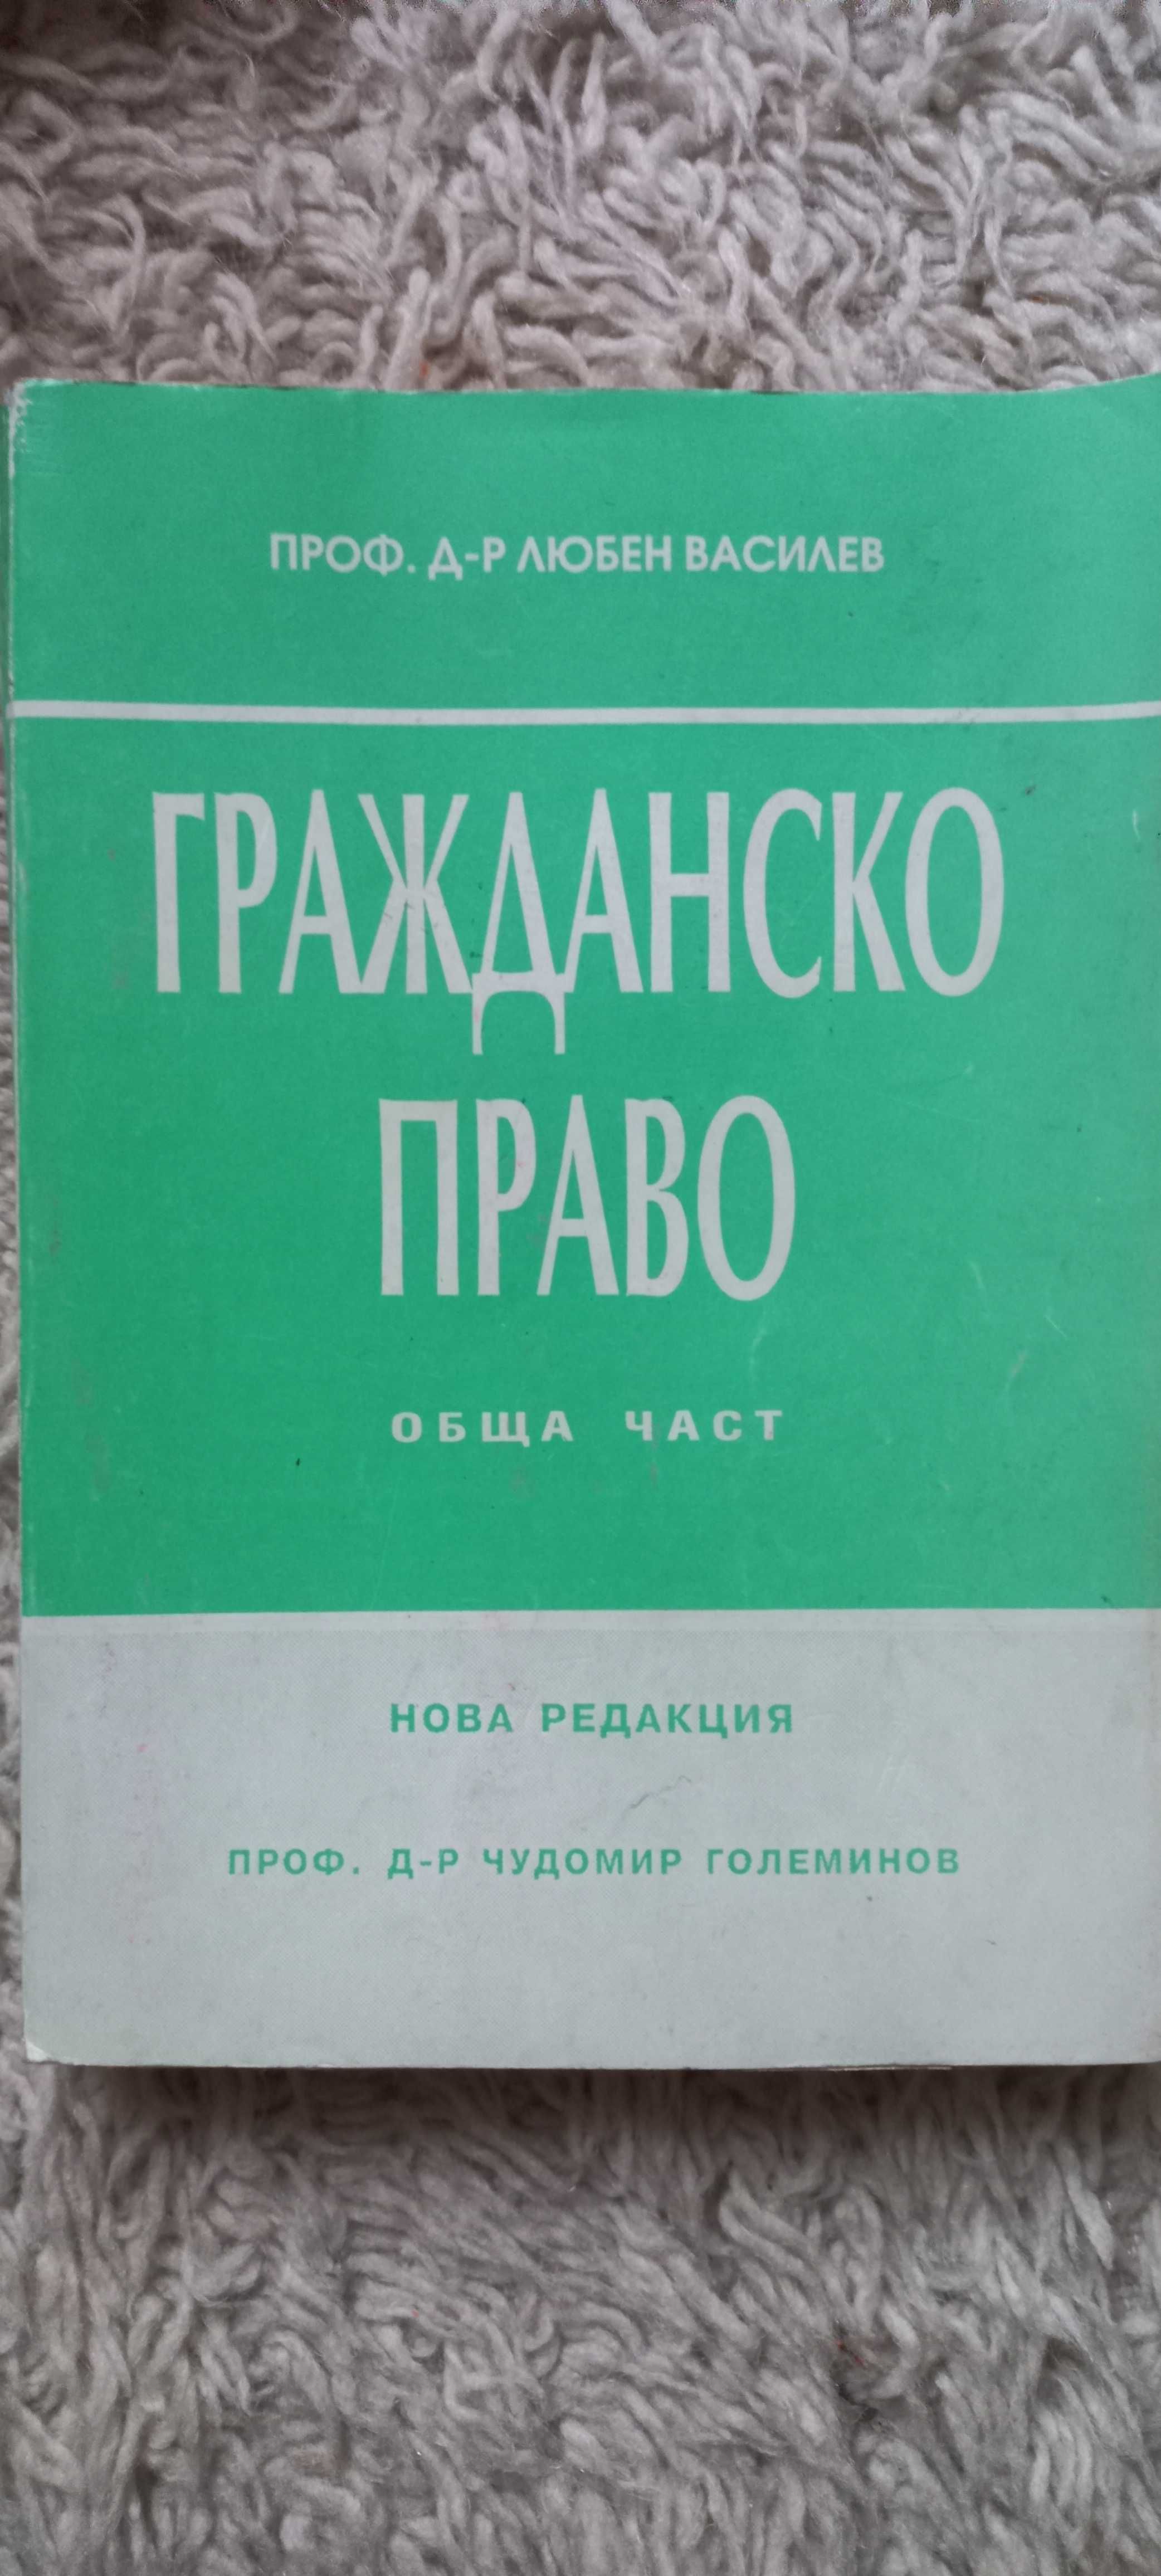 ПРОФ. Д-Р ЛЮБЕН ВАСИЛЕВ
ГРАЖДАНСКО
ПРАВО
ОБЩА ЧАСТ
НОВА РЕДАКЦИЯ
ПРОФ. Д-Р ЧУДОМИР ГОЛЕМИНОВ